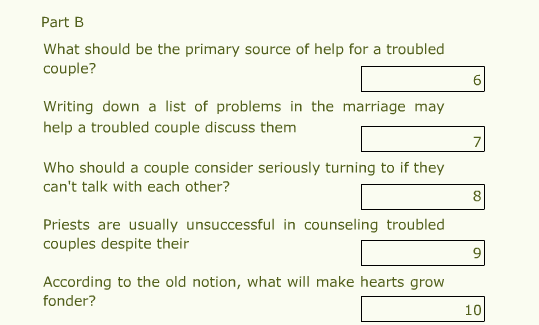 Part B
What should be the primary source of help for a troubled
couple?
6
Writing down a list of problems in the marriage may
help a troubled couple discuss them
7
Who should a couple consider seriously turning to if they
can't talk with each other?
8
Priests are usually unsuccessful in counseling troubled
couples despite their
9
According to the old notion, what will make hearts grow
fonder?
10